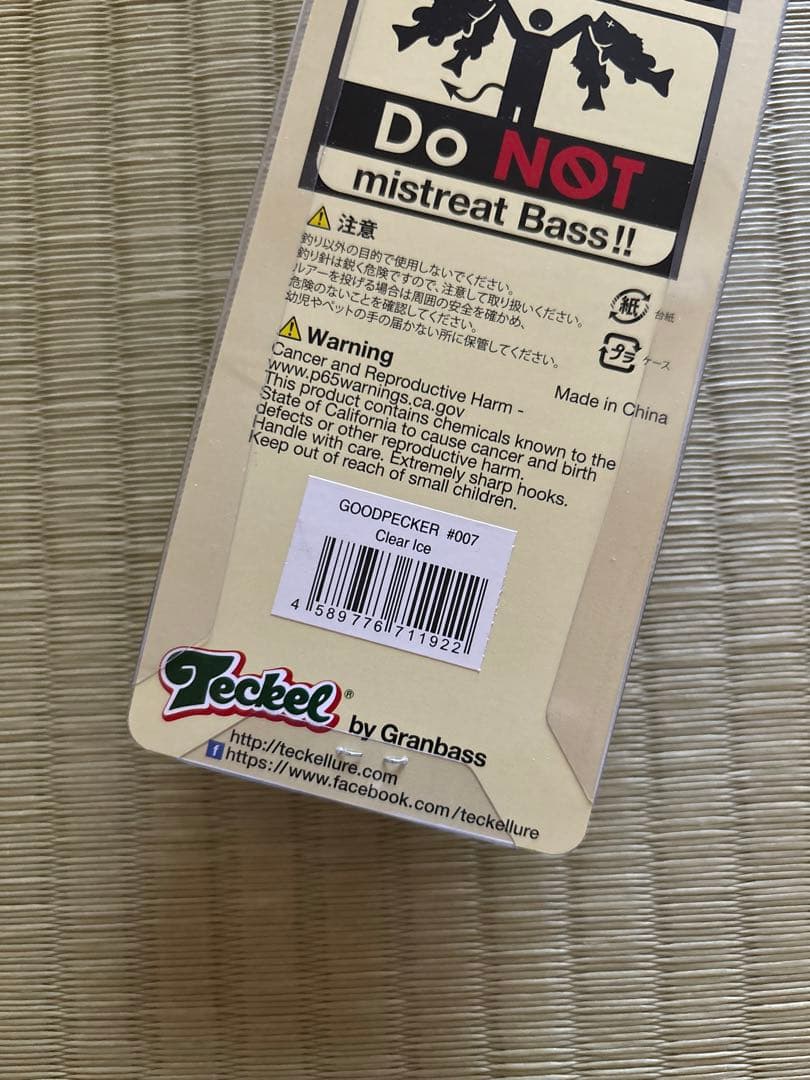 Do NOT
mistreat Bass!!
注意
釣り以外の目的で使用しないでください。
釣り針は鋭く危険ですので、注意して取り扱いください。
ルアーを投げる場合は周囲の安全を確かめ、
危険のないことを確認してください。
幼児やペットの手の届かない所に保管してください。
紙 台紙
プラ ケース
Warning
Made in China
Cancer and Reproductive Harm -
www.p65warnings.ca.gov
This product contains chemicals known to the
State of California to cause cancer and birth
defects or other reproductive harm.
Handle with care. Extremely sharp hooks.
Keep out of reach of small children.
GOODPECKER #007
Clear Ice
4 589776 711922
Teckel® by Granbass
http://teckellure.com
f https://www.facebook.com/teckellure